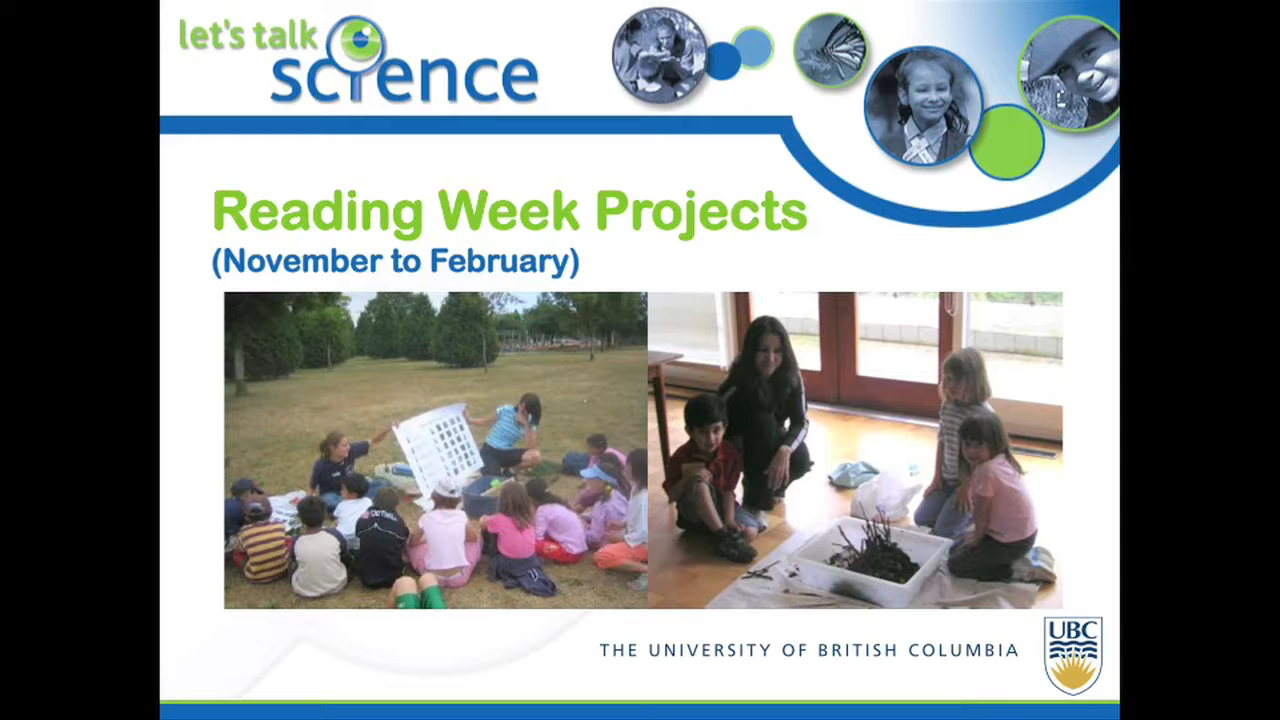 let's talk
science
Reading Week Projects
(November to February)
THE UNIVERSITY OF BRITISH COLUMBIA
UBC